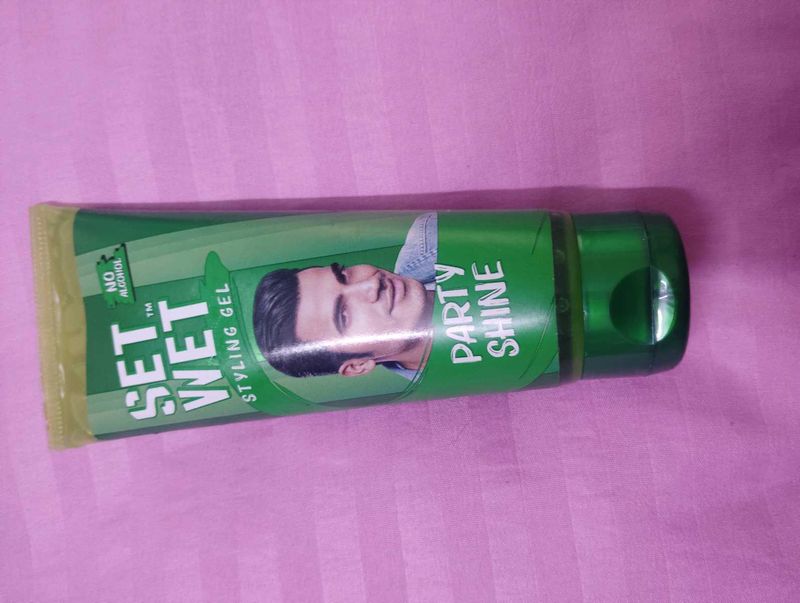 NO
ALCOHOL
SET™
WET
STYLING GEL
PARTY
SHINE